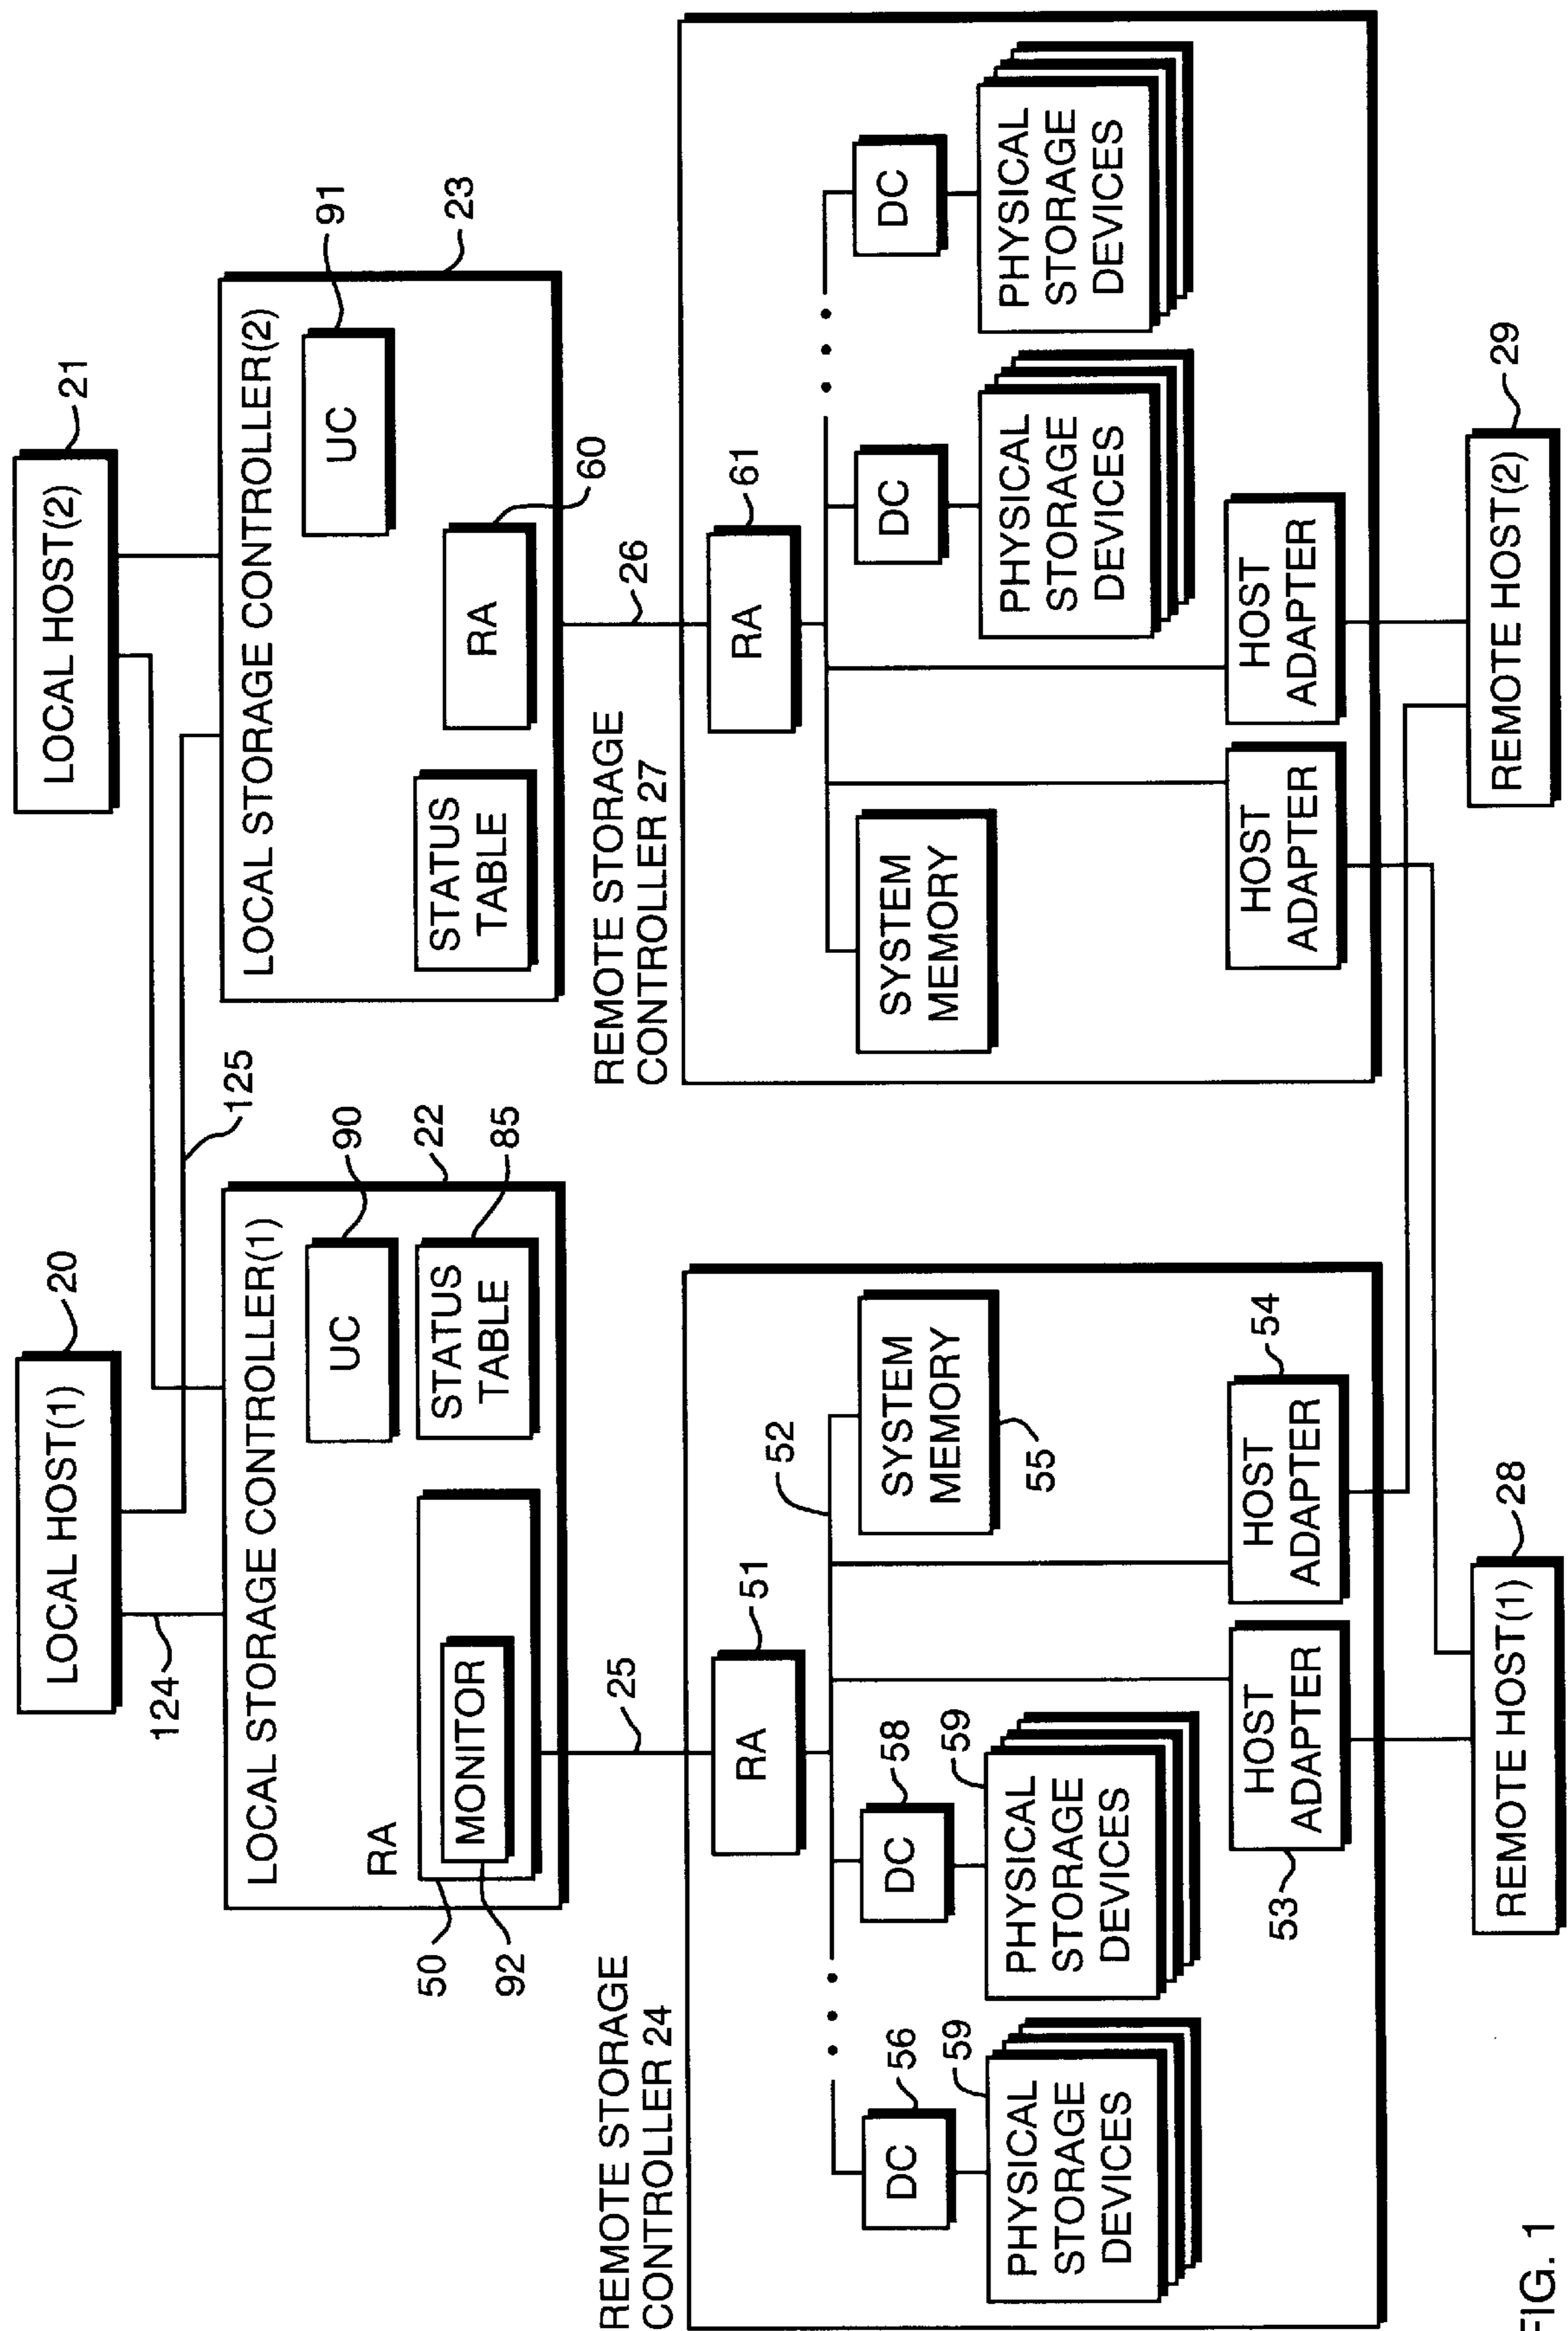 LOCAL HOST(1)
20
LOCAL HOST(2)
21
124
125
LOCAL STORAGE CONTROLLER(1)
UC
90
22
STATUS
TABLE
85
RA
MONITOR
50
92
LOCAL STORAGE CONTROLLER(2)
UC
91
23
STATUS
TABLE
RA
60
25
26
REMOTE STORAGE
CONTROLLER 24
RA
51
52
DC
56
DC
58
PHYSICAL
STORAGE
DEVICES
59
PHYSICAL
STORAGE
DEVICES
59
SYSTEM
MEMORY
55
HOST
ADAPTER
53
HOST
ADAPTER
54
REMOTE STORAGE
CONTROLLER 27
RA
61
SYSTEM
MEMORY
DC
DC
PHYSICAL
STORAGE
DEVICES
PHYSICAL
STORAGE
DEVICES
HOST
ADAPTER
HOST
ADAPTER
REMOTE HOST(1)
28
REMOTE HOST(2)
29
FIG. 1